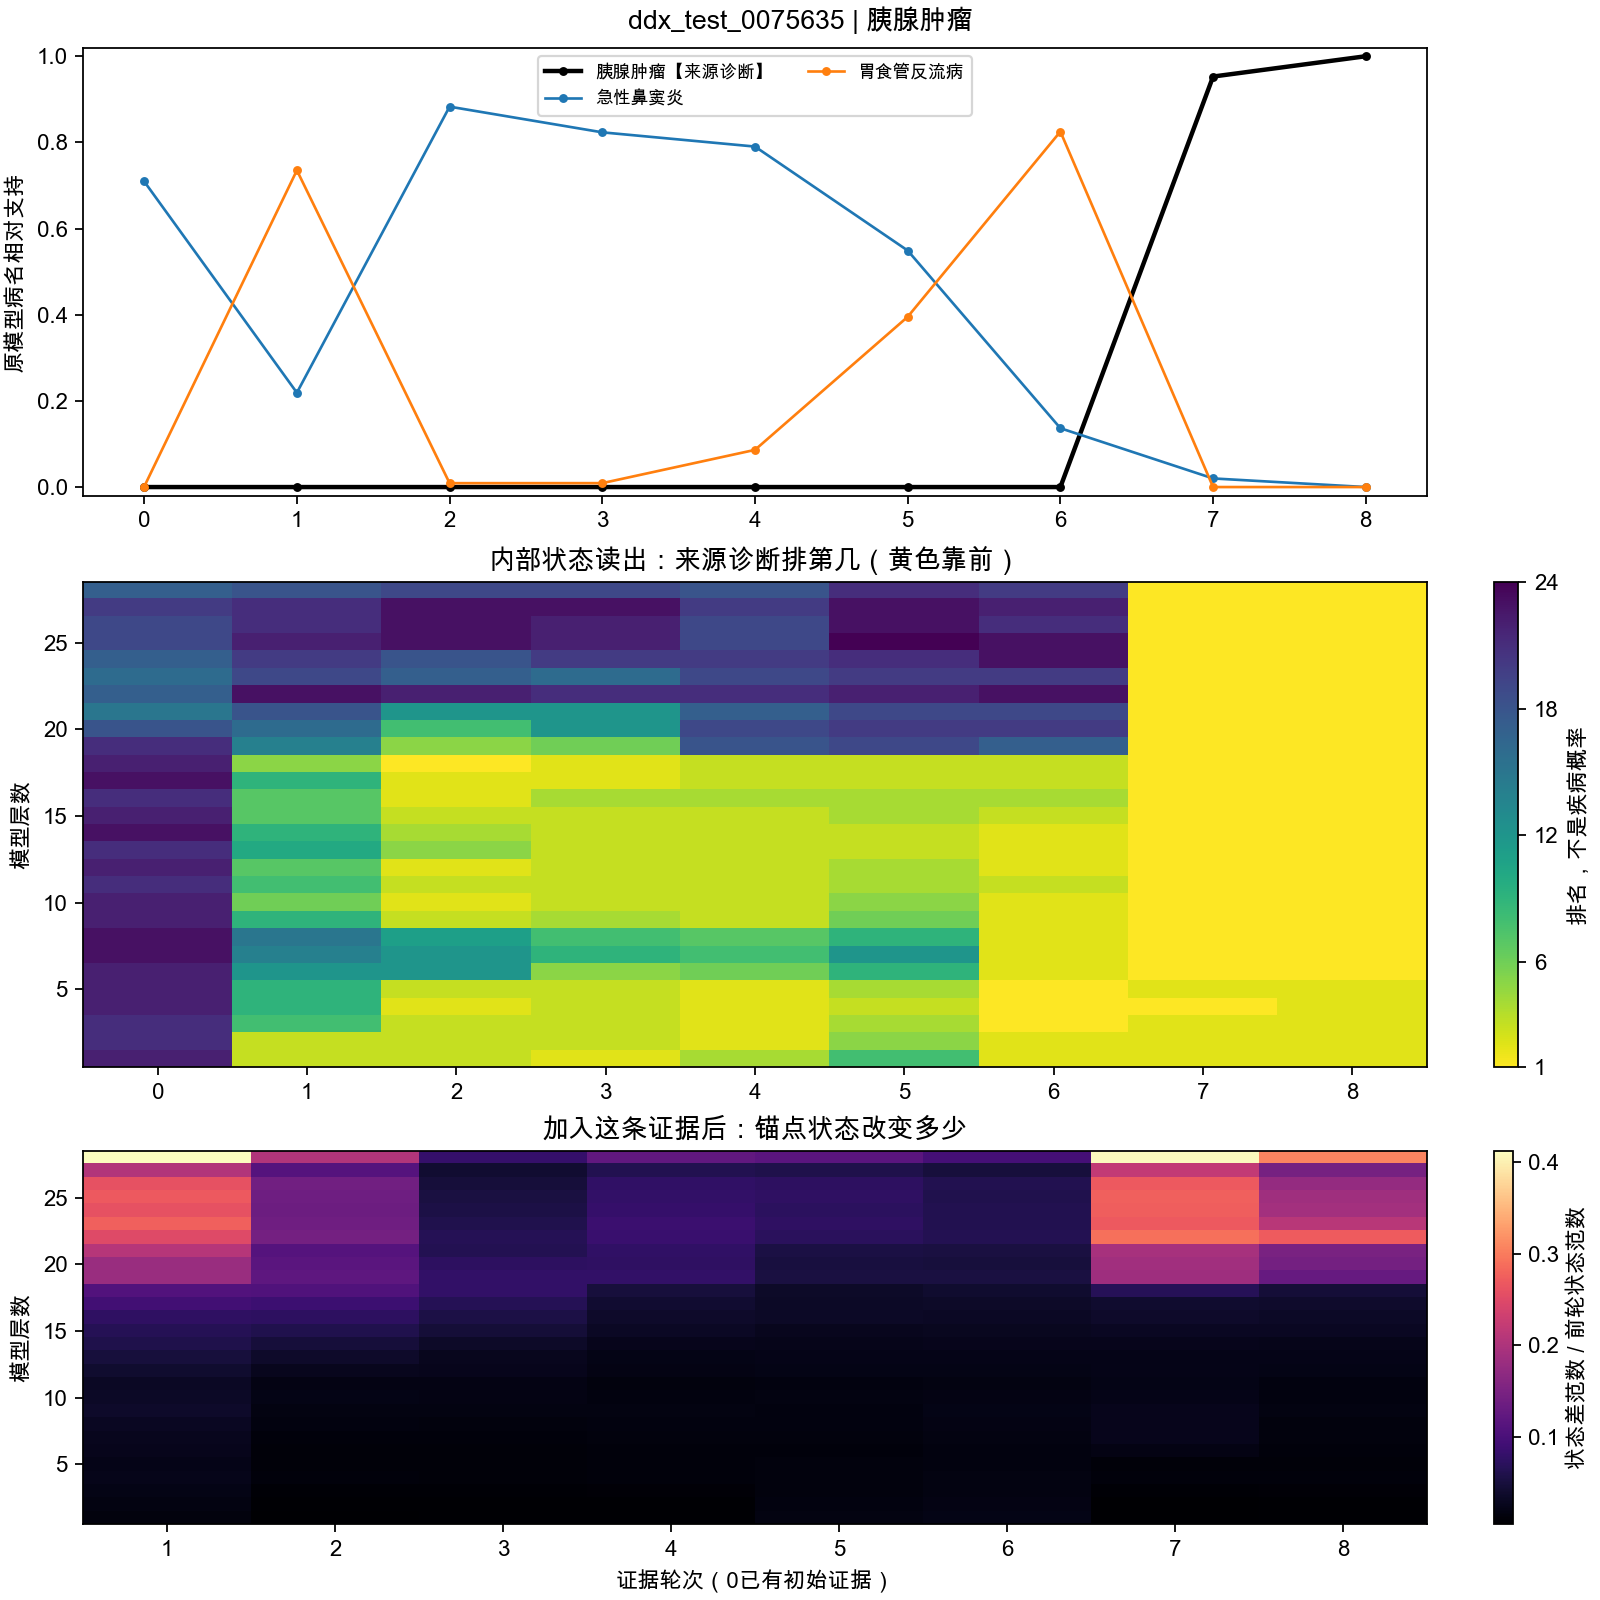 ddx_test_0075635 | 胰腺肿瘤
原模型病名相对支持
1.0
0.8
0.6
0.4
0.2
0.0
胰腺肿瘤【来源诊断】
急性鼻窦炎
胃食管反流病
0 1 2 3 4 5 6 7 8
内部状态读出：来源诊断排第几（黄色靠前）
模型层数
25
20
15
10
5
0 1 2 3 4 5 6 7 8
24
18
12
6
1
排名，不是疾病概率
加入这条证据后：锚点状态改变多少
模型层数
25
20
15
10
5
1 2 3 4 5 6 7 8
证据轮次（0已有初始证据）
0.4
0.3
0.2
0.1
状态差范数 / 前轮状态范数